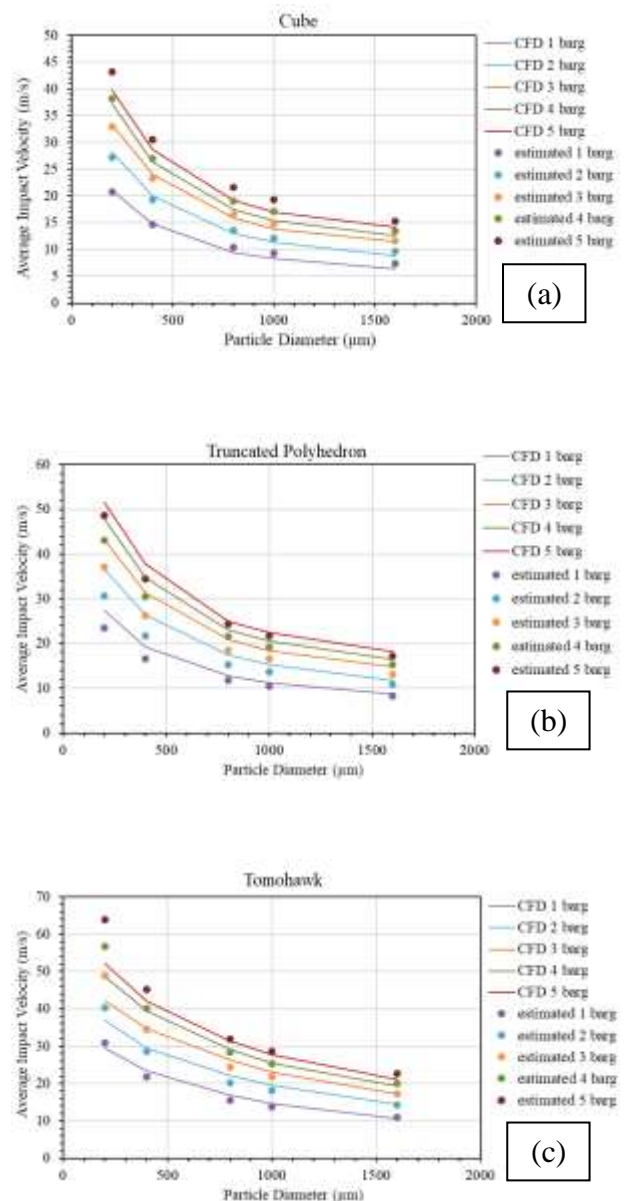 Cube
50
45
40
35
30
25
20
15
10
5
0
Average Impact Velocity (m/s)
0 500 1000 1500 2000
Particle Diameter (µm)
CFD 1 barg
CFD 2 barg
CFD 3 barg
CFD 4 barg
CFD 5 barg
estimated 1 barg
estimated 2 barg
estimated 3 barg
estimated 4 barg
estimated 5 barg
(a)
Truncated Polyhedron
60
50
40
30
20
10
0
Average Impact Velocity (m/s)
0 500 1000 1500 2000
Particle Diameter (µm)
CFD 1 barg
CFD 2 barg
CFD 3 barg
CFD 4 barg
CFD 5 barg
estimated 1 barg
estimated 2 barg
estimated 3 barg
eatimated 4 barg
estimated 5 barg
(b)
Tomohawk
70
60
50
40
30
20
10
0
Average Impact Velocity (m/s)
0 500 1000 1500 2000
Particle Diameter (µm)
CFD 1 barg
CFD 2 barg
CFD 3 barg
CFD 4 barg
CFD 5 barg
estimated 1 barg
estimated 2 barg
estimated 3 barg
estimated 4 barg
estimated 5 barg
(c)